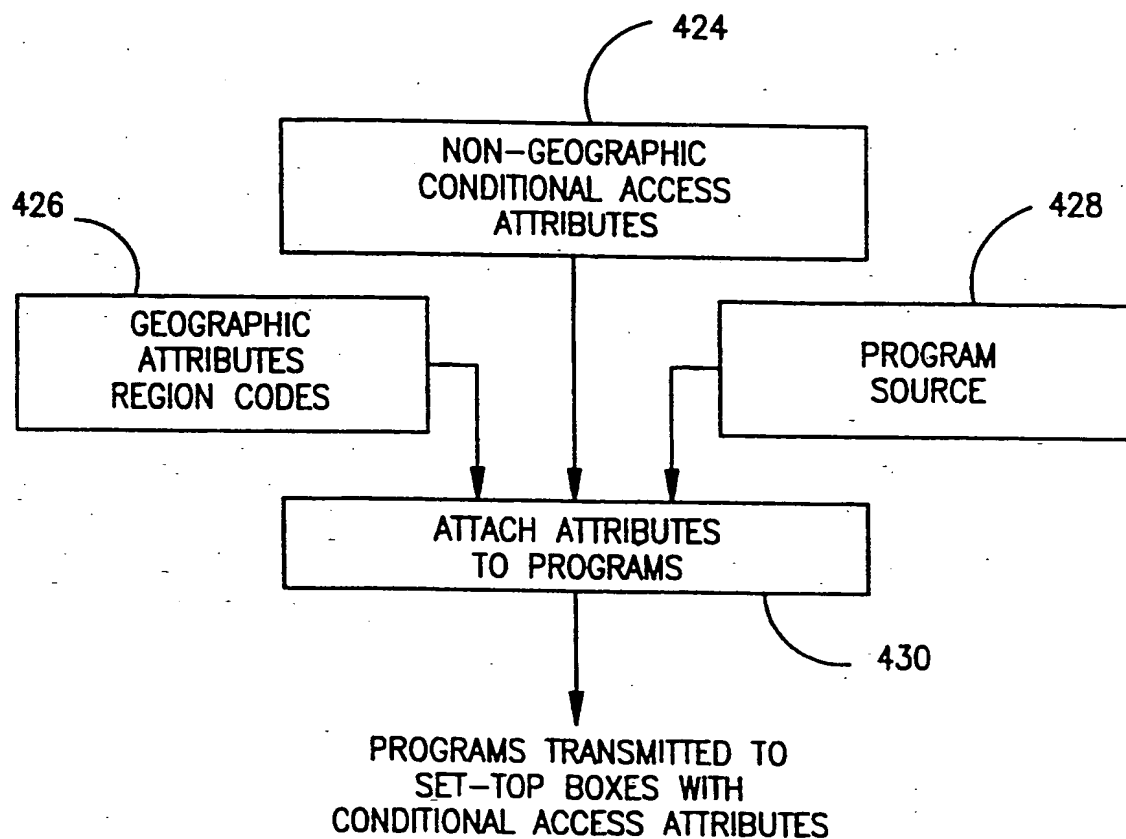 424
NON-GEOGRAPHIC
CONDITIONAL ACCESS
ATTRIBUTES
426
428
GEOGRAPHIC
ATTRIBUTES
REGION CODES
PROGRAM
SOURCE
ATTACH ATTRIBUTES
TO PROGRAMS
430
PROGRAMS TRANSMITTED TO
SET-TOP BOXES WITH
CONDITIONAL ACCESS ATTRIBUTES